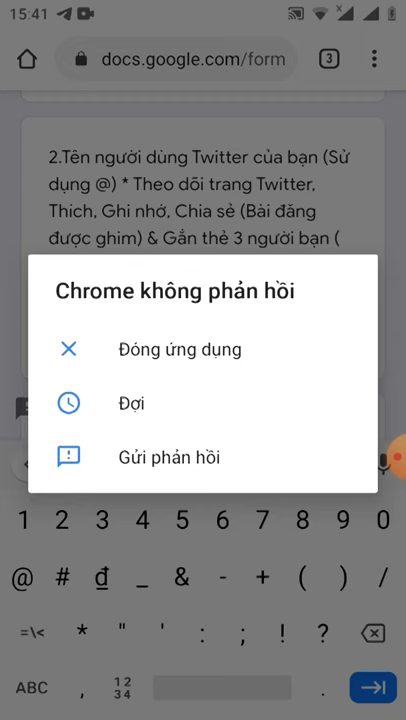 15:41
docs.google.com/form
3
2.Tên người dùng Twitter của bạn (Sử
dụng @) * Theo dõi trang Twitter,
Thích, Ghi nhớ, Chia sẻ (Bài đăng
được ghim) & Gắn thẻ 3 người bạn (
Chrome không phản hồi
Đóng ứng dụng
Đợi
Gửi phản hồi
1 2 3 4 5 6 7 8 9 0
@ # ₫ _ & - + ( ) /
=\< * " ' : ; ! ?
ABC , 12 .
34